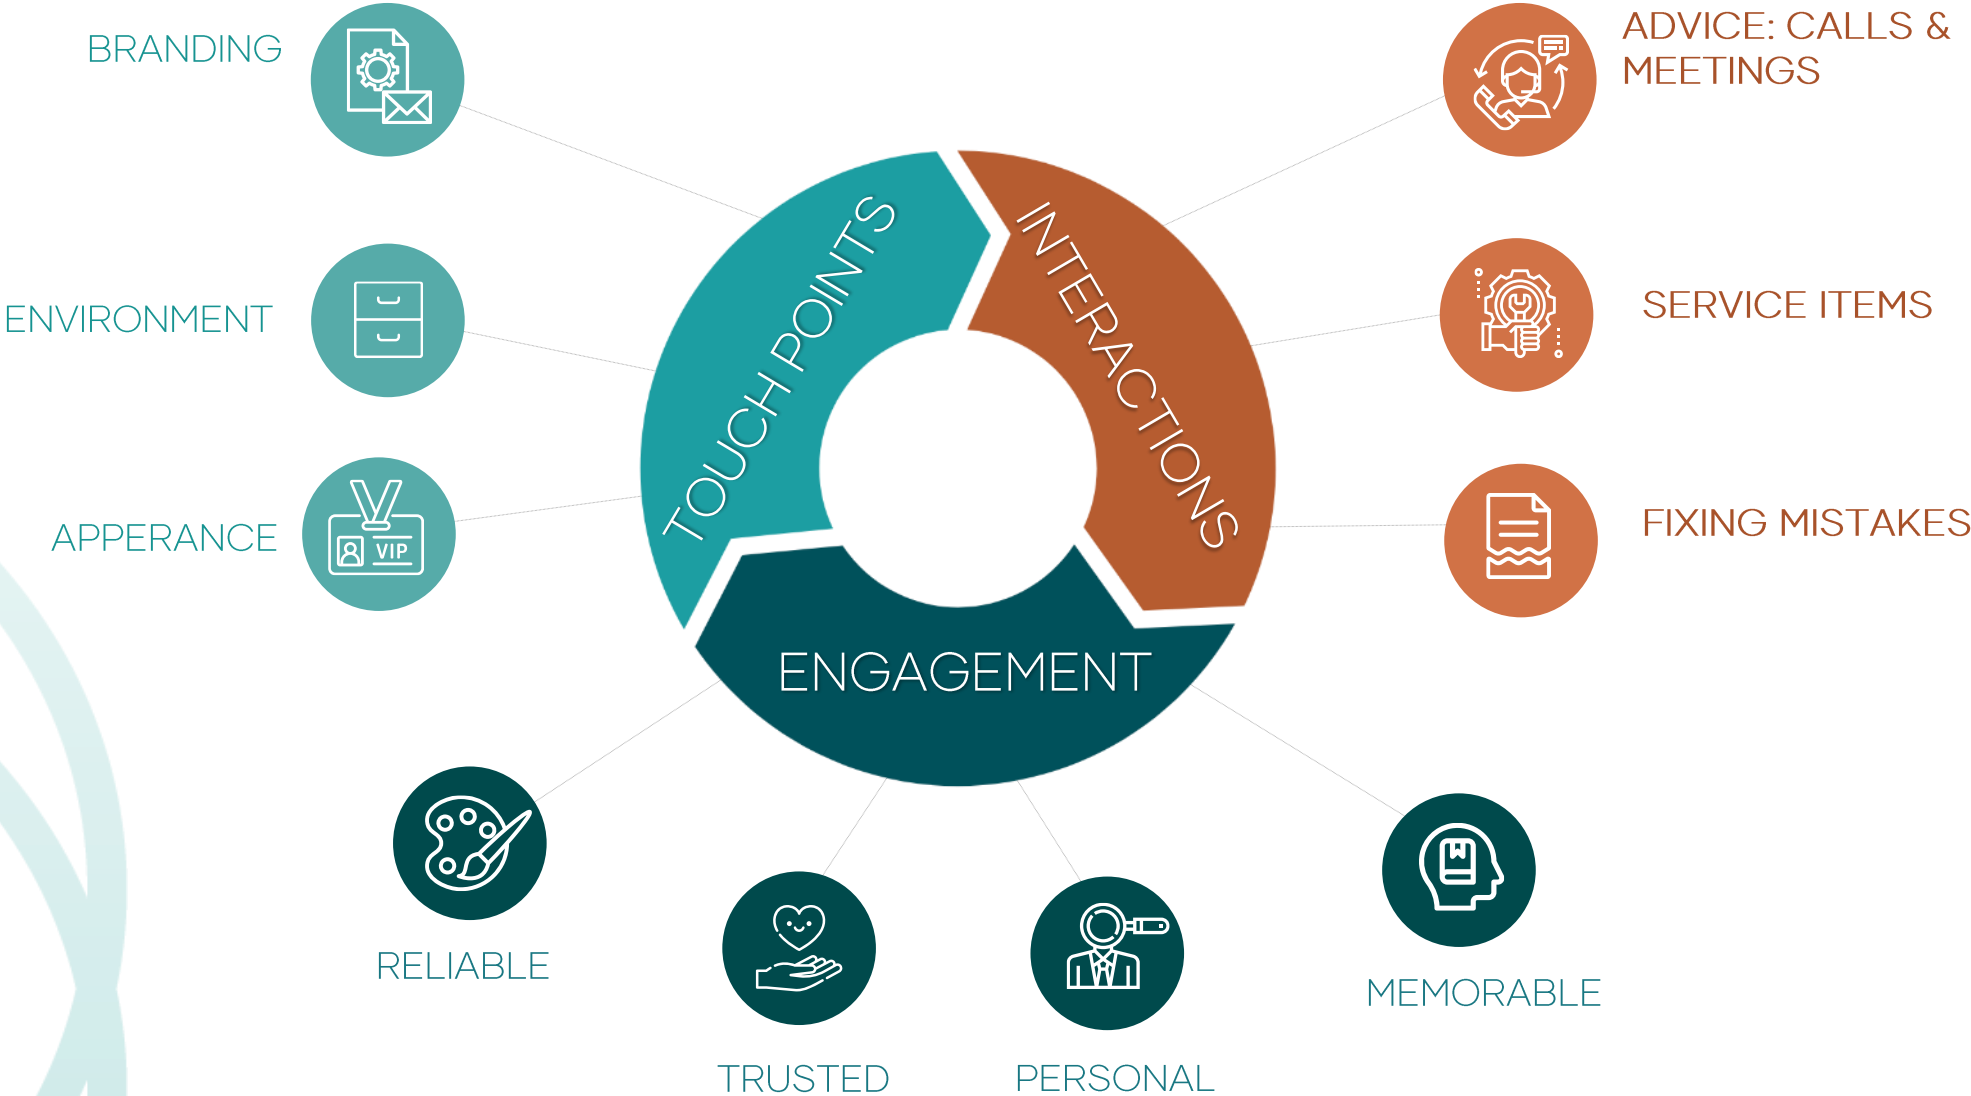 BRANDING
ADVICE: CALLS &
MEETINGS
ENVIRONMENT
SERVICE ITEMS
APPERANCE
VIP
FIXING MISTAKES
TOUCH POINTS
INTERACTIONS
ENGAGEMENT
RELIABLE
TRUSTED
PERSONAL
MEMORABLE